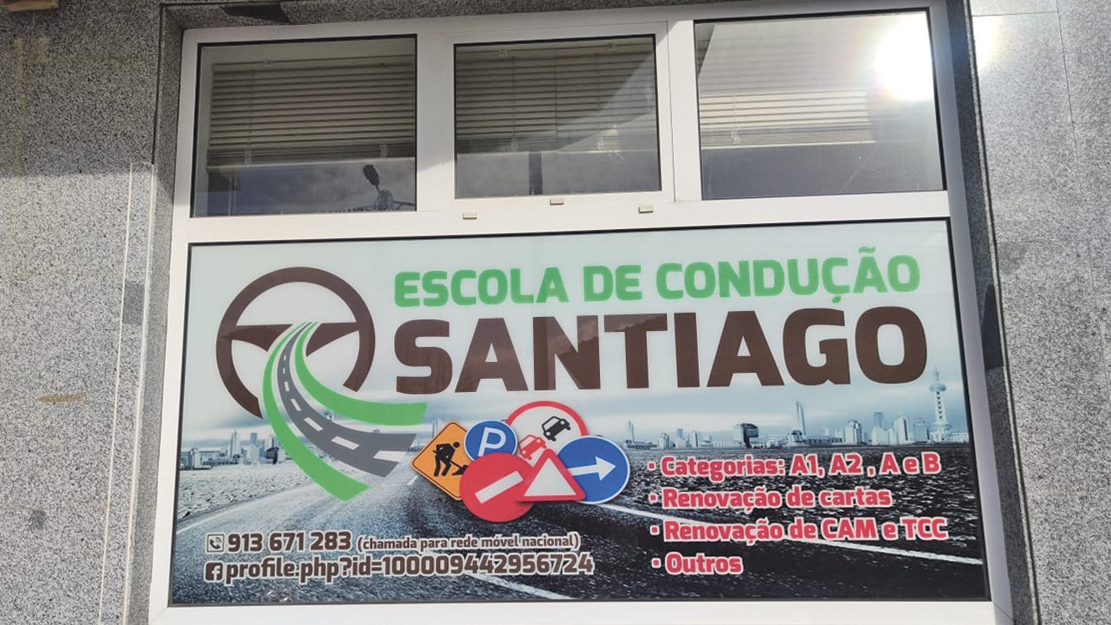 ESCOLA DE CONDUÇÃO
SANTIAGO
P
• Categorias: A1, A2 , A e B
• Renovação de cartas
• Renovação de CAM e TCC
• Outros
913 671 283 (chamada para rede móvel nacional)
profile.php?id=100009442956724